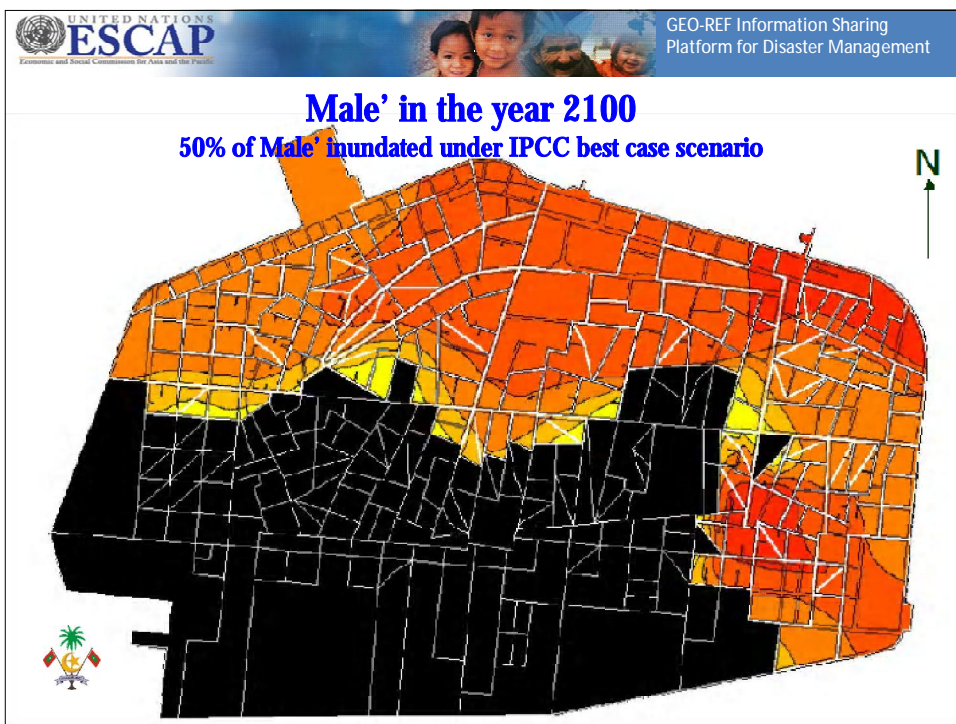 UNITED NATIONS
ESCAP
Economic and Social Commission for Asia and the Pacific
GEO-REF Information Sharing
Platform for Disaster Management
Male’ in the year 2100
50% of Male’ inundated under IPCC best case scenario
N